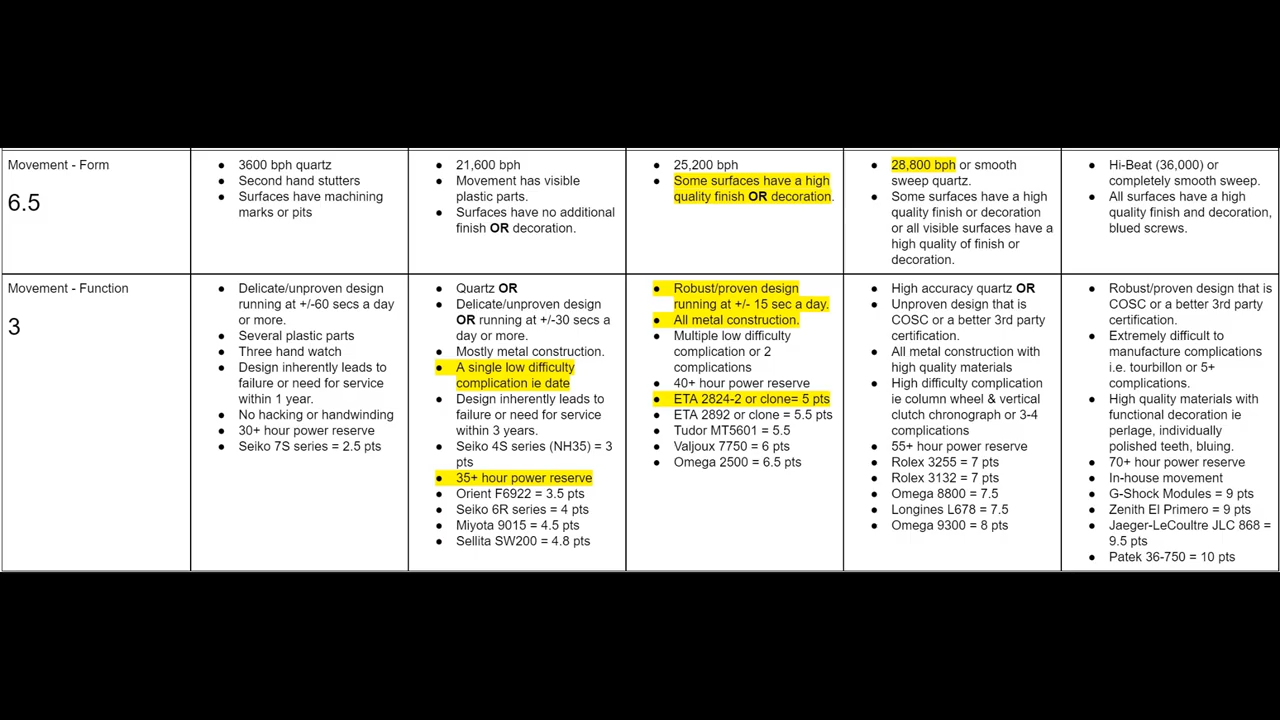 Movement - Form
6.5
● 3600 bph quartz
● Second hand stutters
● Surfaces have machining
marks or pits
● 21,600 bph
● Movement has visible
plastic parts.
● Surfaces have no additional
finish OR decoration.
● 25,200 bph
● Some surfaces have a high
quality finish OR decoration.
● 28,800 bph or smooth
sweep quartz.
● Some surfaces have a high
quality finish or decoration
or all visible surfaces have a
high quality of finish or
decoration.
● Hi-Beat (36,000) or
completely smooth sweep.
● All surfaces have a high
quality finish and decoration,
blued screws.
Movement - Function
3
● Delicate/unproven design
running at +/-60 secs a day
or more.
● Several plastic parts
● Three hand watch
● Design inherently leads to
failure or need for service
within 1 year.
● No hacking or handwinding
● 30+ hour power reserve
● Seiko 7S series = 2.5 pts
● Quartz OR
● Delicate/unproven design
OR running at +/-30 secs a
day or more.
● Mostly metal construction.
● A single low difficulty
complication ie date
● Design inherently leads to
failure or need for service
within 3 years.
● Seiko 4S series (NH35) = 3
pts
● 35+ hour power reserve
● Orient F6922 = 3.5 pts
● Seiko 6R series = 4 pts
● Miyota 9015 = 4.5 pts
● Sellita SW200 = 4.8 pts
● Robust/proven design
running at +/- 15 sec a day.
● All metal construction.
● Multiple low difficulty
complication or 2
complications
● 40+ hour power reserve
● ETA 2824-2 or clone= 5 pts
● ETA 2892 or clone = 5.5 pts
● Tudor MT5601 = 5.5
● Valjoux 7750 = 6 pts
● Omega 2500 = 6.5 pts
● High accuracy quartz OR
● Unproven design that is
COSC or a better 3rd party
certification.
● All metal construction with
high quality materials
● High difficulty complication
ie column wheel & vertical
clutch chronograph or 3-4
complications
● 55+ hour power reserve
● Rolex 3255 = 7 pts
● Rolex 3132 = 7 pts
● Omega 8800 = 7.5
● Longines L678 = 7.5
● Omega 9300 = 8 pts
● Robust/proven design that is
COSC or a better 3rd party
certification.
● Extremely difficult to
manufacture complications
i.e. tourbillon or 5+
complications.
● High quality materials with
functional decoration ie
perlage, individually
polished teeth, bluing.
● 70+ hour power reserve
● In-house movement
● G-Shock Modules = 9 pts
● Zenith El Primero = 9 pts
● Jaeger-LeCoultre JLC 868 =
9.5 pts
● Patek 36-750 = 10 pts